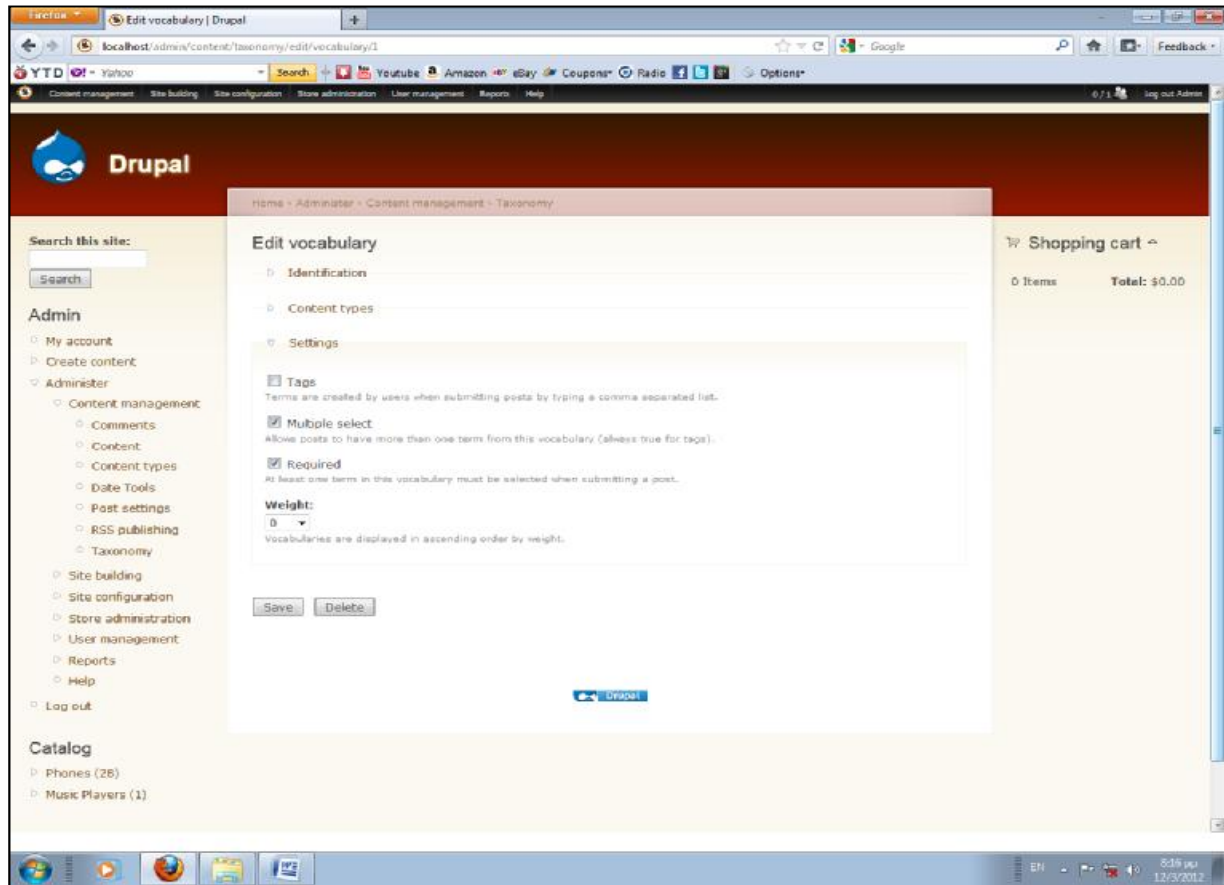 Firefox
Edit vocabulary | Drupal
localhost/admin/content/taxonomy/edit/vocabulary/1
Google
Feedback
YTD
Yahoo
Search
Youtube
Amazon
eBay
Coupons
Radio
Options
Content management Site building Site configuration Store administration User management Reports Help
0 / 1
Log out Admin
Drupal
Home » Administer » Content management » Taxonomy
Search this site:
Search
Admin
My account
Create content
Administer
Content management
Comments
Content
Content types
Date Tools
Post settings
RSS publishing
Taxonomy
Site building
Site configuration
Store administration
User management
Reports
Help
Log out
Catalog
Phones (28)
Music Players (1)
Edit vocabulary
Identification
Content types
Settings
Tags
Terms are created by users when submitting posts by typing a comma separated list.
Multiple select
Allows posts to have more than one term from this vocabulary (always true for tags).
Required
At least one term in this vocabulary must be selected when submitting a post.
Weight:
0
Vocabularies are displayed in ascending order by weight.
Save
Delete
Drupal
Shopping cart
0 Items
Total: $0.00
EN
8:16 μμ
12/3/2012